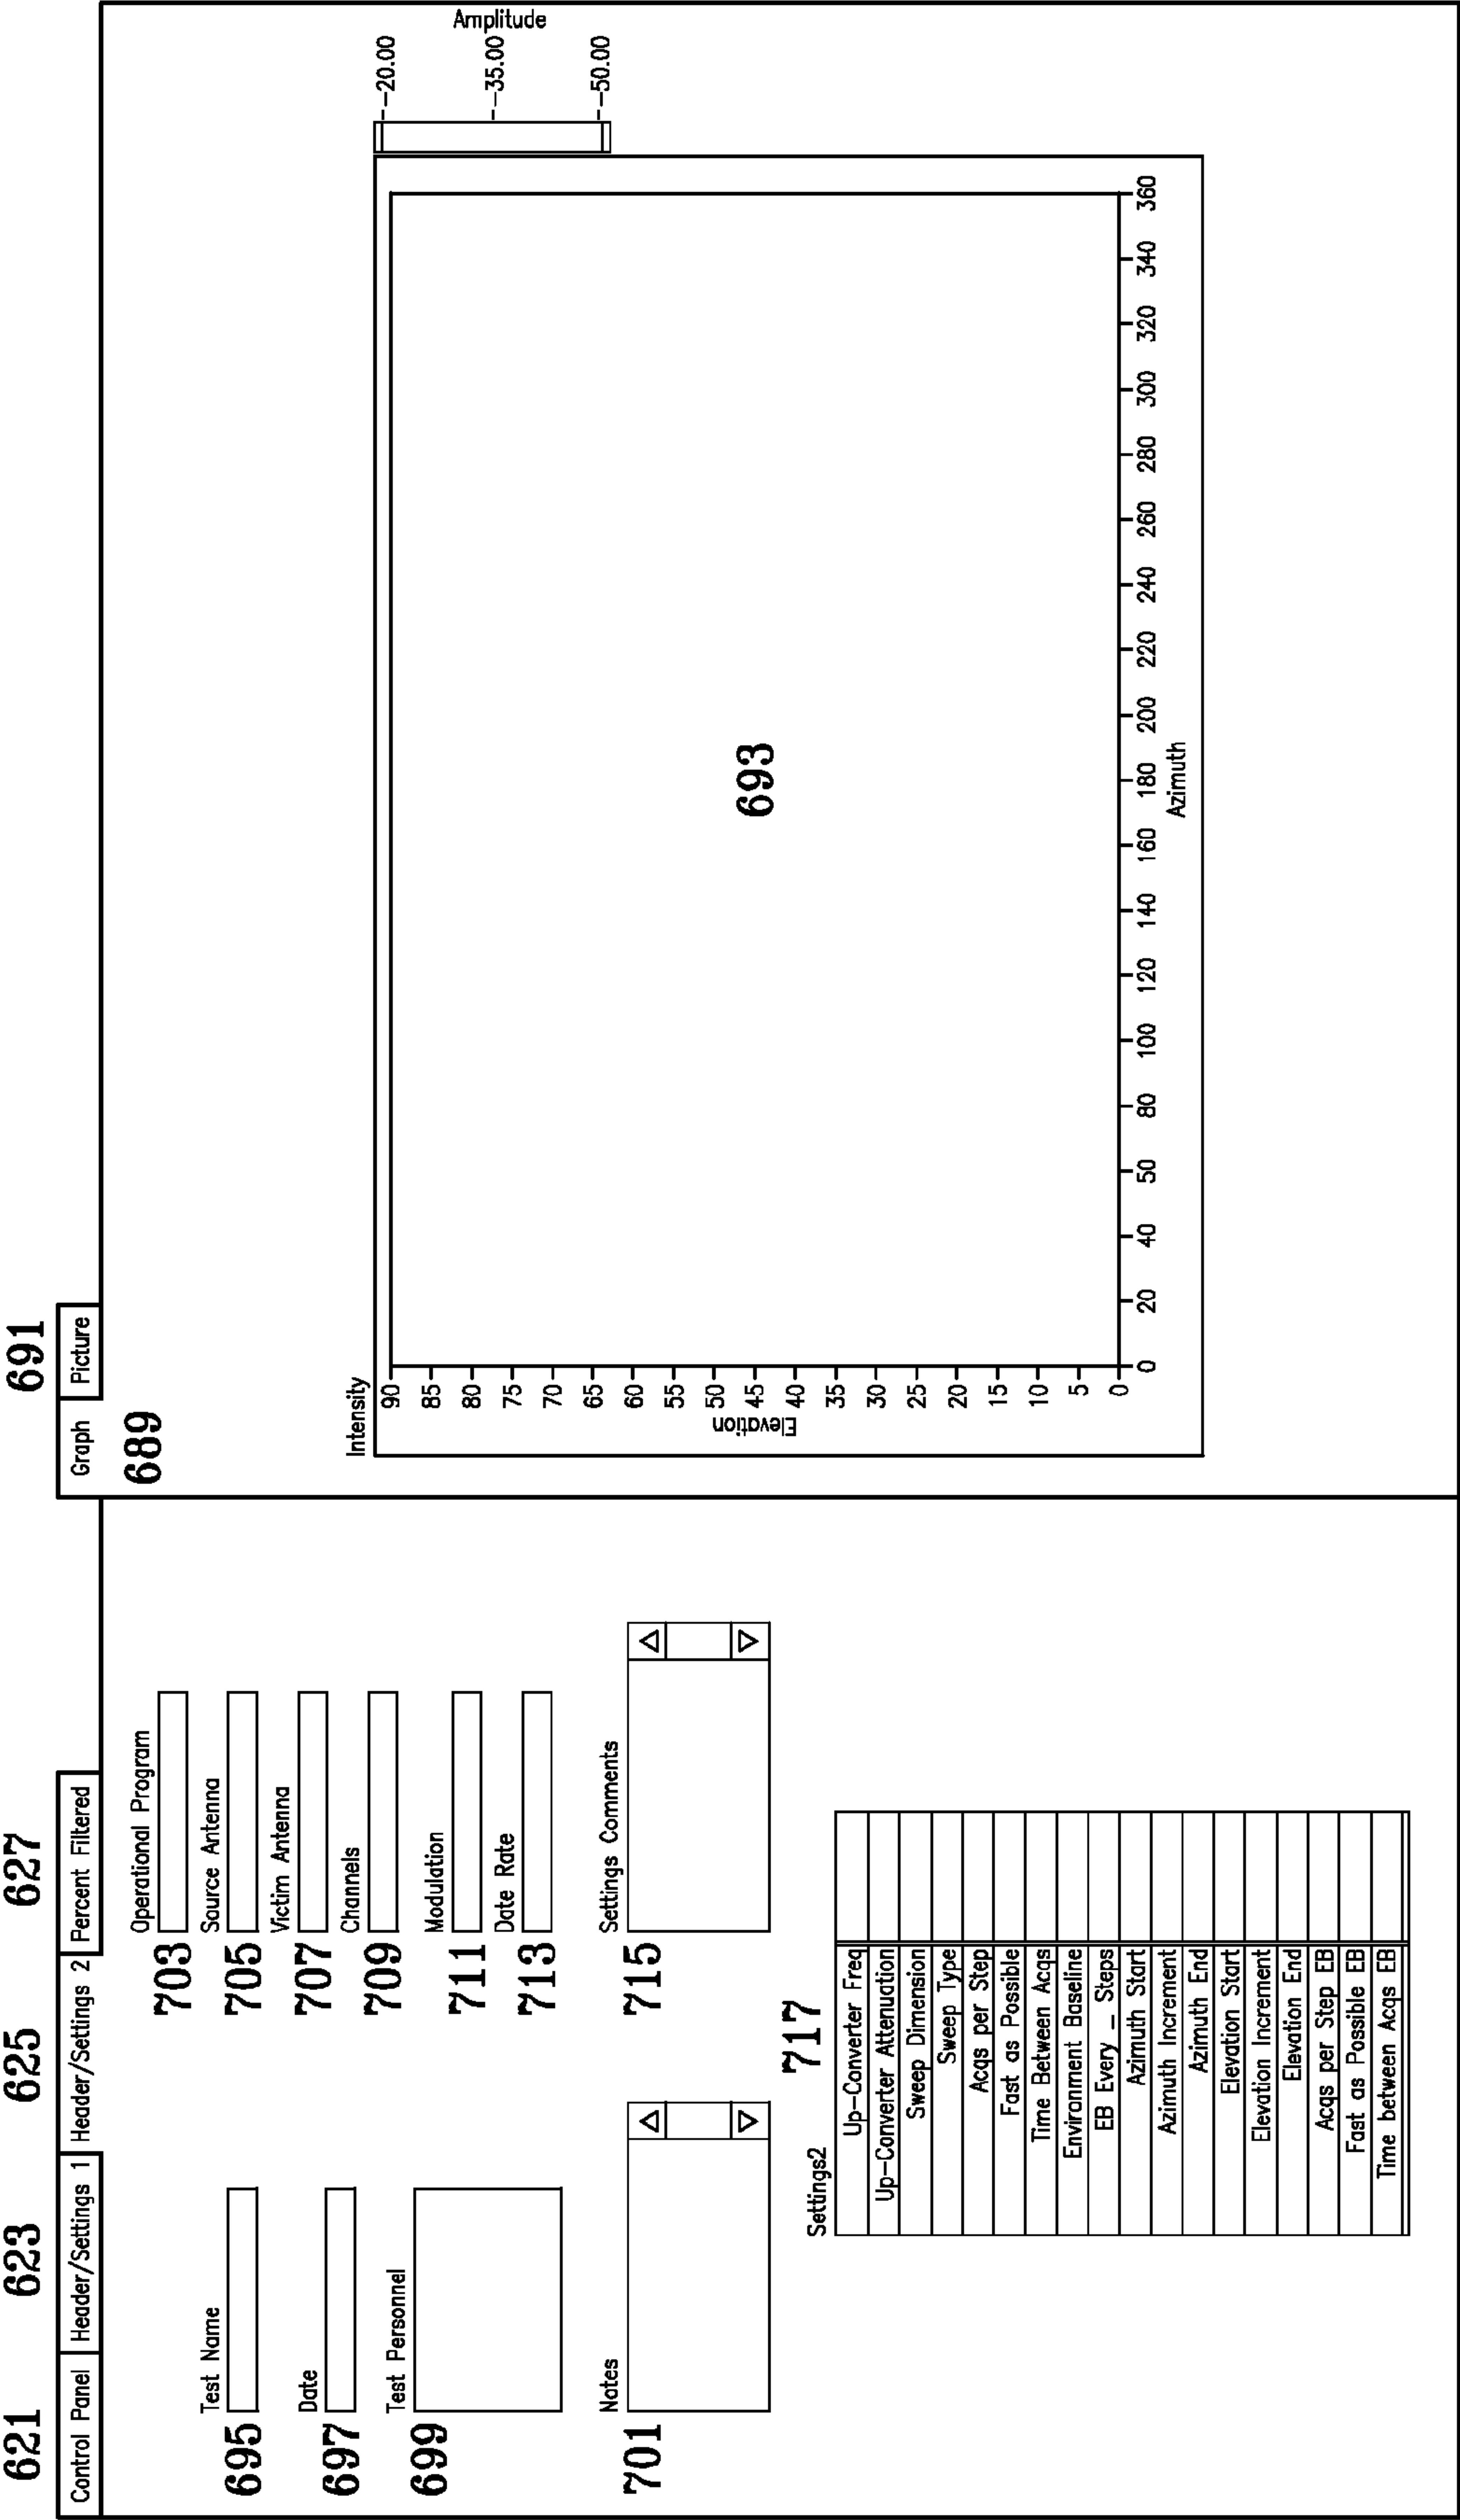 621 623 625 627 691
Control Panel Header/Settings 1 Header/Settings 2 Percent Filtered
Graph Picture
689
Test Name
695
Date
697
Test Personnel
699
Notes
701
Operational Program
703
Source Antenna
705
Victim Antenna
707
Channels
709
Modulation
711
Date Rate
713
Settings Comments
715
717
Settings2
Up-Converter Freq
Up-Converter Attenuation
Sweep Dimension
Sweep Type
Acqs per Step
Fast as Possible
Time Between Acqs
Environment Baseline
EB Every _ Steps
Azimuth Start
Azimuth Increment
Azimuth End
Elevation Start
Elevation Increment
Elevation End
Acqs per Step EB
Fast as Possible EB
Time between Acqs EB
Intensity
90
85
80
75
70
65
60
55
50
45
40
35
30
25
20
15
10
5
0
Elevation
693
0 20 40 50 80 100 120 140 160 180 200 220 240 260 280 300 320 340 360
Azimuth
--20.00
--35.00
--50.00
Amplitude